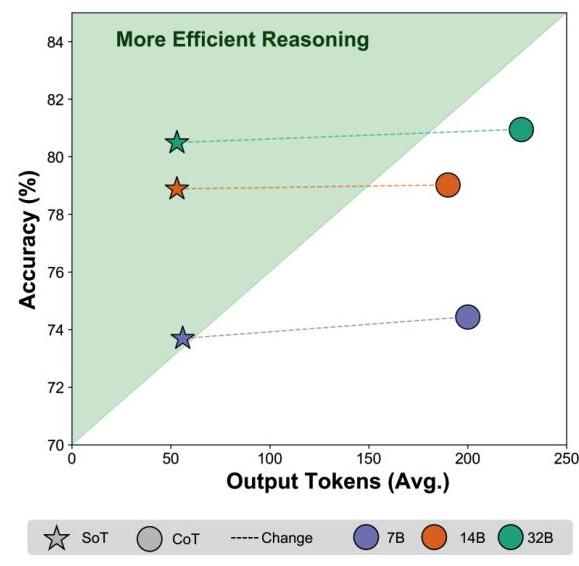 More Efficient Reasoning
84
82
80
78
76
74
72
70
Accuracy (%)
0 50 100 150 200 250
Output Tokens (Avg.)
SoT CoT Change 7B 14B 32B